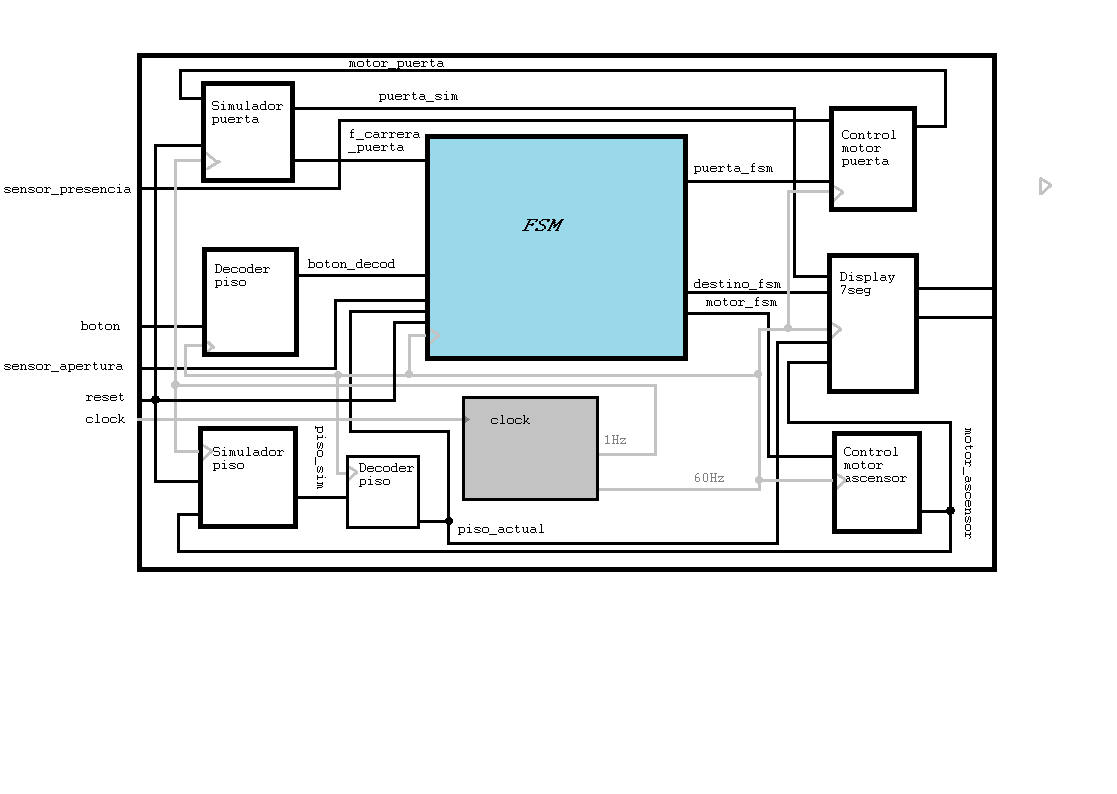 motor_puerta
puerta_sim
Simulador
puerta
f_carrera
_puerta
Control
motor
puerta
puerta_fsm
sensor_presencia
FSM
Decoder
piso
boton_decod
Display
7seg
destino_fsm
motor_fsm
boton
sensor_apertura
reset
clock
clock
1Hz
60Hz
Simulador
piso
piso_sim
Decoder
piso
Control
motor
ascensor
motor_ascensor
piso_actual